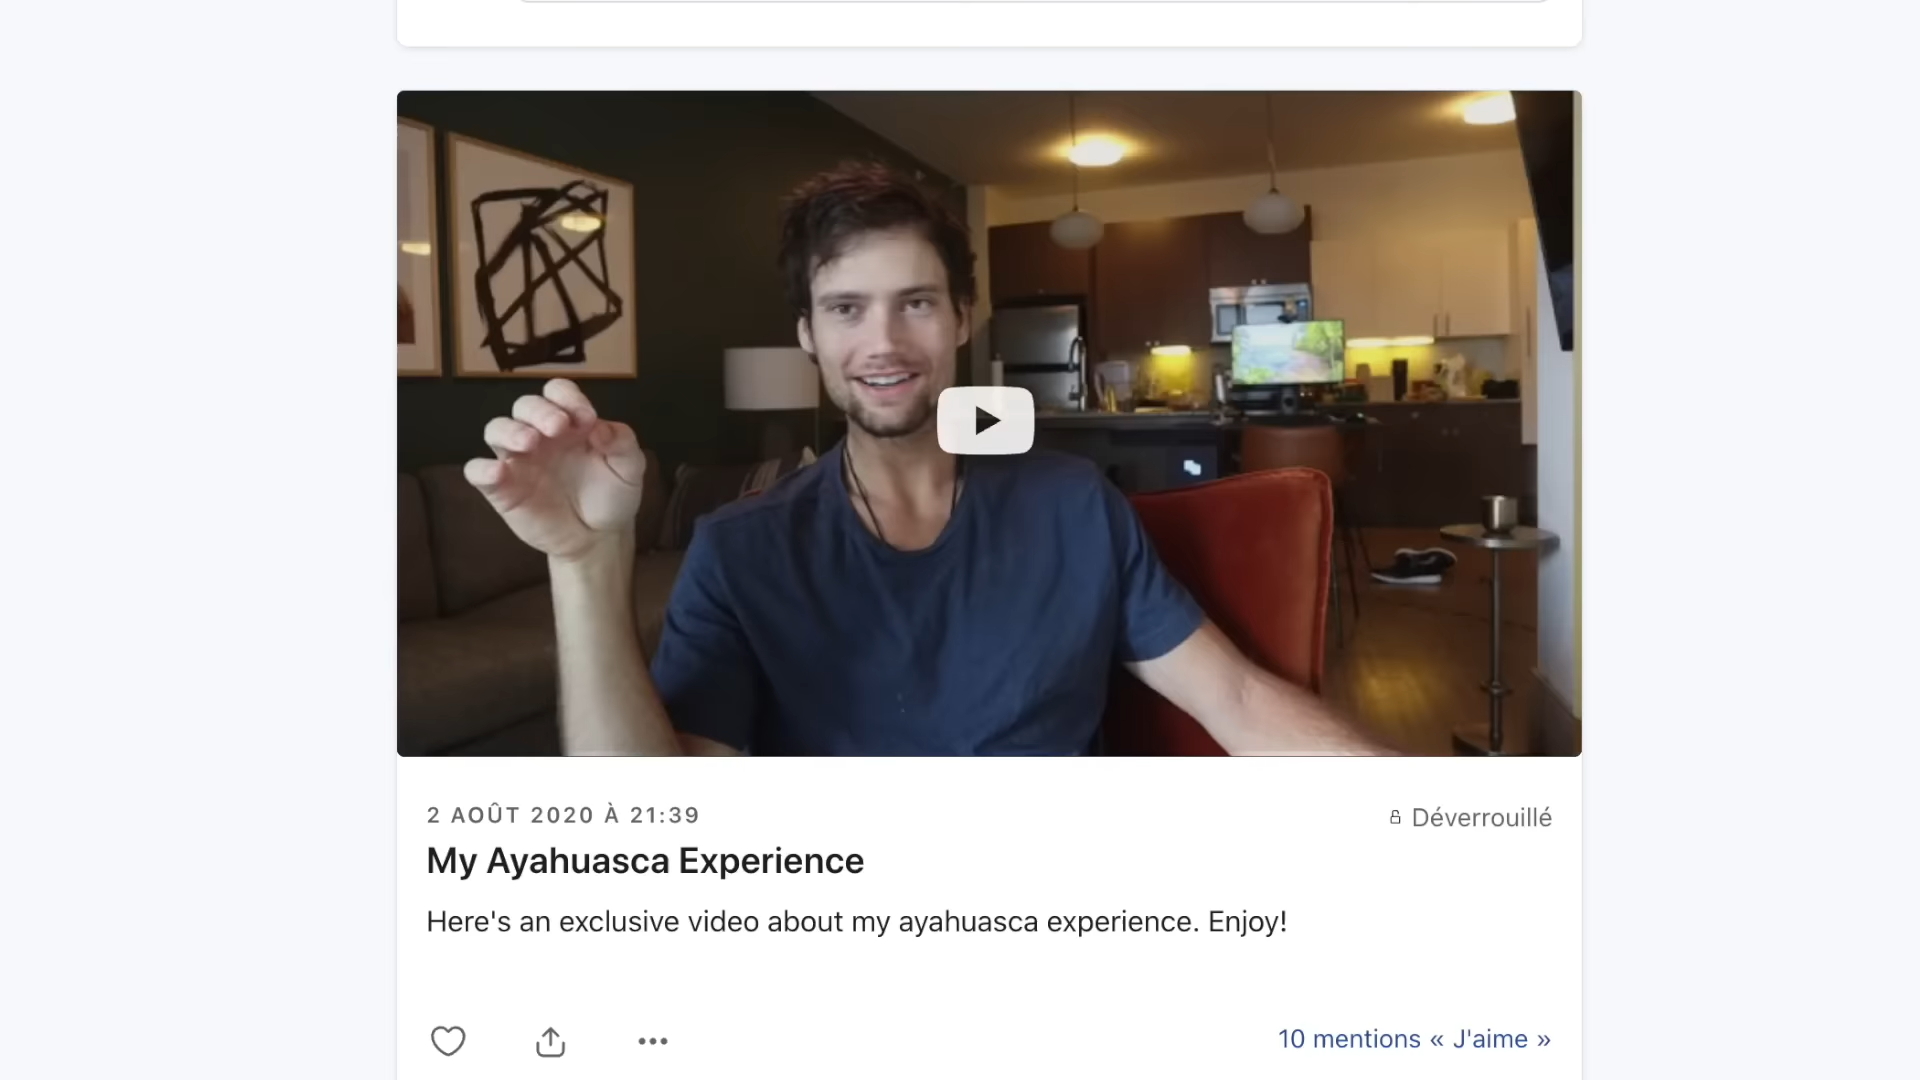 2 AOÛT 2020 À 21:39
Déverrouillé
My Ayahuasca Experience
Here's an exclusive video about my ayahuasca experience. Enjoy!
10 mentions « J'aime »